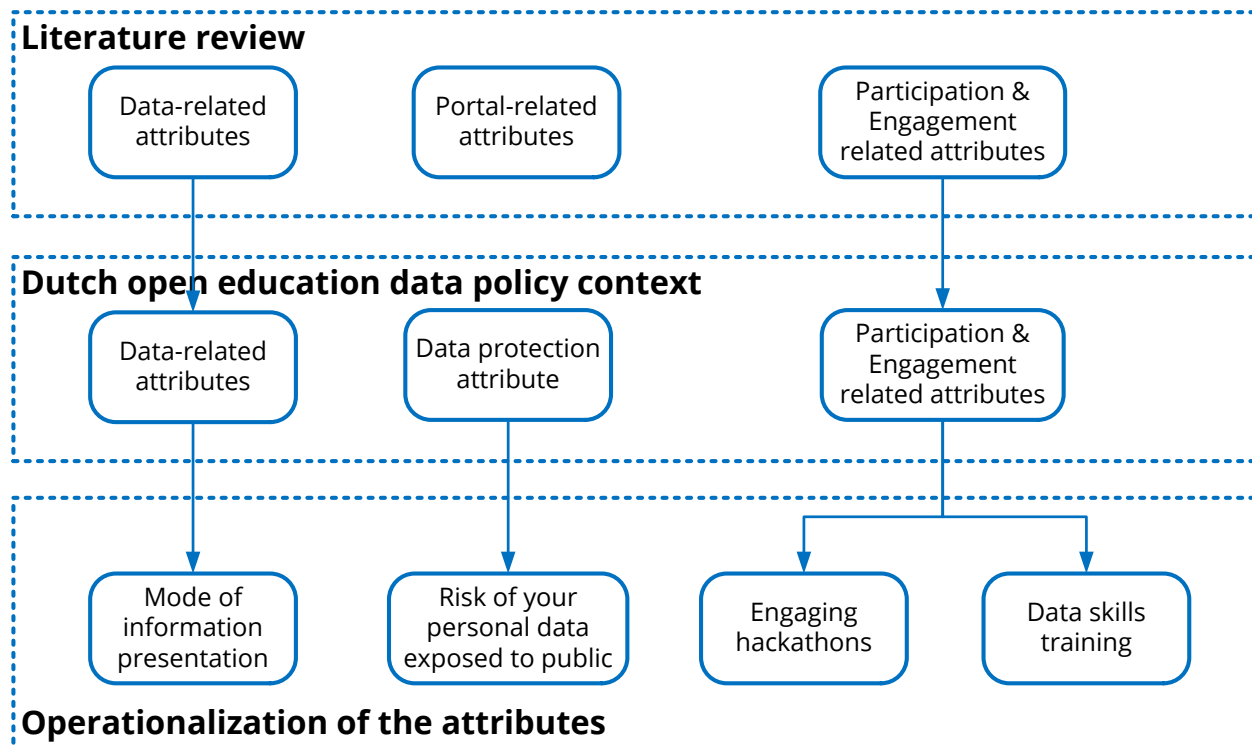 Literature review
Data-related
attributes
Portal-related
attributes
Participation &
Engagement
related attributes
Dutch open education data policy context
Data-related
attributes
Data protection
attribute
Participation &
Engagement
related attributes
Mode of
information
presentation
Risk of your
personal data
exposed to public
Engaging
hackathons
Data skills
training
Operationalization of the attributes